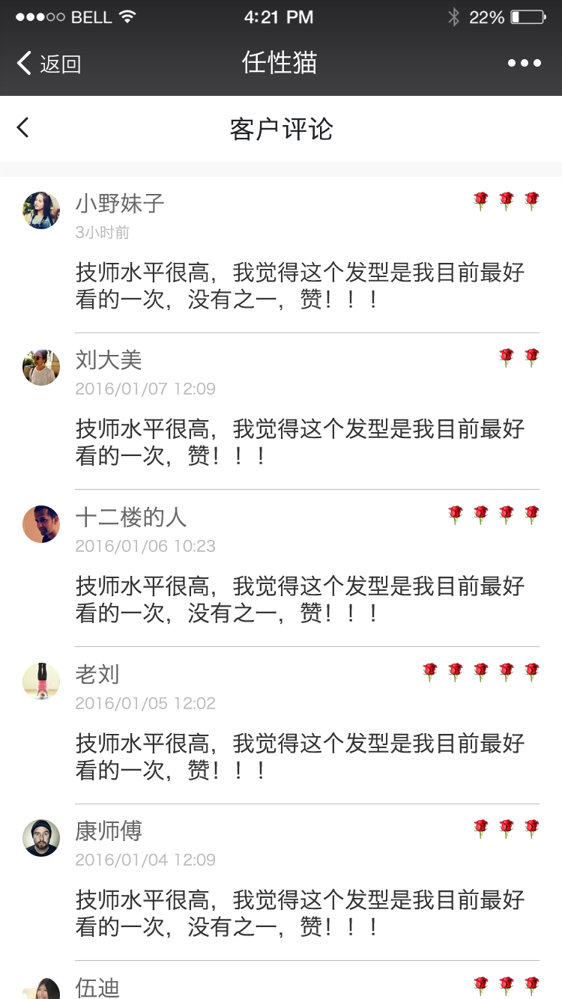 BELL 4:21 PM 22%
返回 任性猫
客户评论
小野妹子
3小时前
技师水平很高，我觉得这个发型是我目前最好
看的一次，没有之一，赞！！！
刘大美
2016/01/07 12:09
技师水平很高，我觉得这个发型是我目前最好
看的一次，赞！！！
十二楼的人
2016/01/06 10:23
技师水平很高，我觉得这个发型是我目前最好
看的一次，没有之一，赞！！！
老刘
2016/01/05 12:02
技师水平很高，我觉得这个发型是我目前最好
看的一次，赞！！！
康师傅
2016/01/04 12:09
技师水平很高，我觉得这个发型是我目前最好
看的一次，没有之一，赞！！！
伍迪